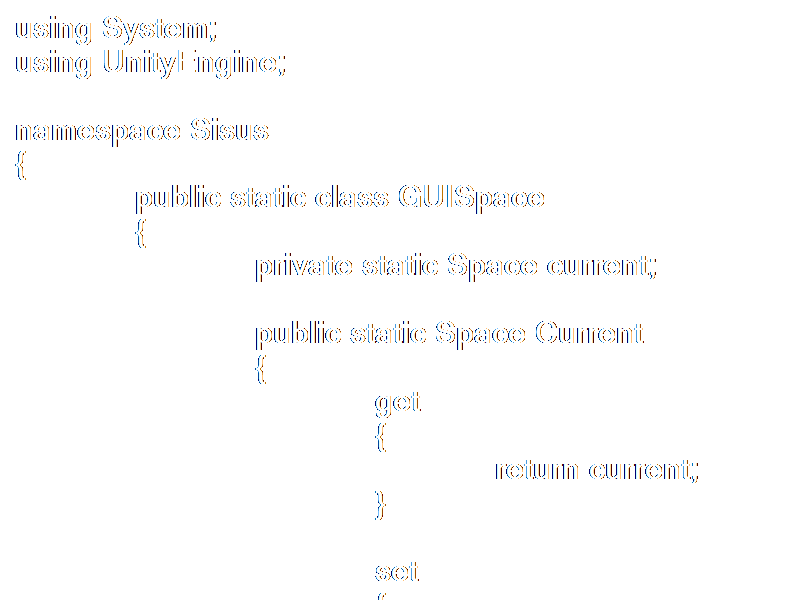 using System;
using UnityEngine;

namespace Sisus
{
	public static class GUISpace
	{
		private static Space current;

		public static Space Current
		{
			get
			{
				return current;
			}

			set
			{